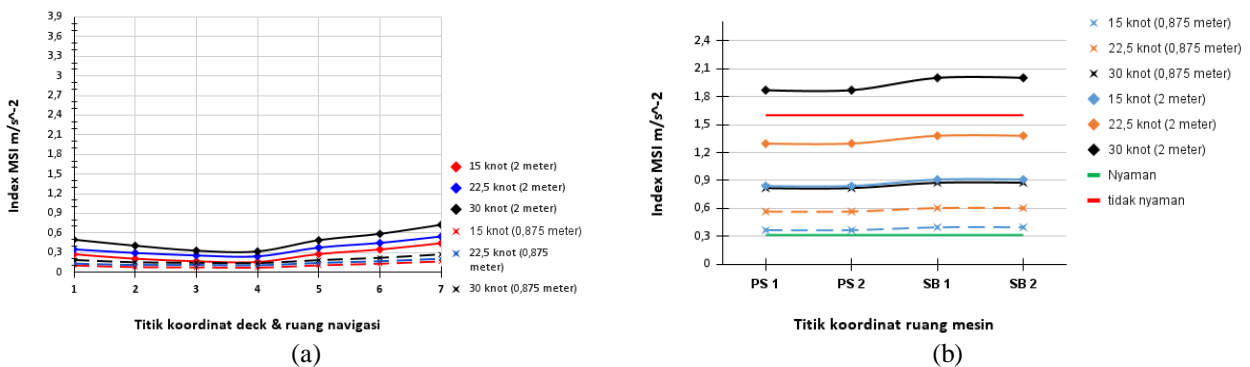 3,9
3,6
3,3
3
2,7
2,4
2,1
1,8
1,5
1,2
0,9
0,6
0,3
0
Index MSI m/s^-2
1 2 3 4 5 6 7
Titik koordinat deck & ruang navigasi
15 knot (2 meter)
22,5 knot (2 meter)
30 knot (2 meter)
15 knot (0,875 meter)
22,5 knot (0,875
meter)
30 knot (0,875 meter)
(a)
2,4
2,1
1,8
1,5
1,2
0,9
0,6
0,3
0
Index MSI m/s^-2
PS 1 PS 2 SB 1 SB 2
Titik koordinat ruang mesin
15 knot (0,875 meter)
22,5 knot (0,875 meter)
30 knot (0,875 meter)
15 knot (2 meter)
22,5 knot (2 meter)
30 knot (2 meter)
Nyaman
tidak nyaman
(b)